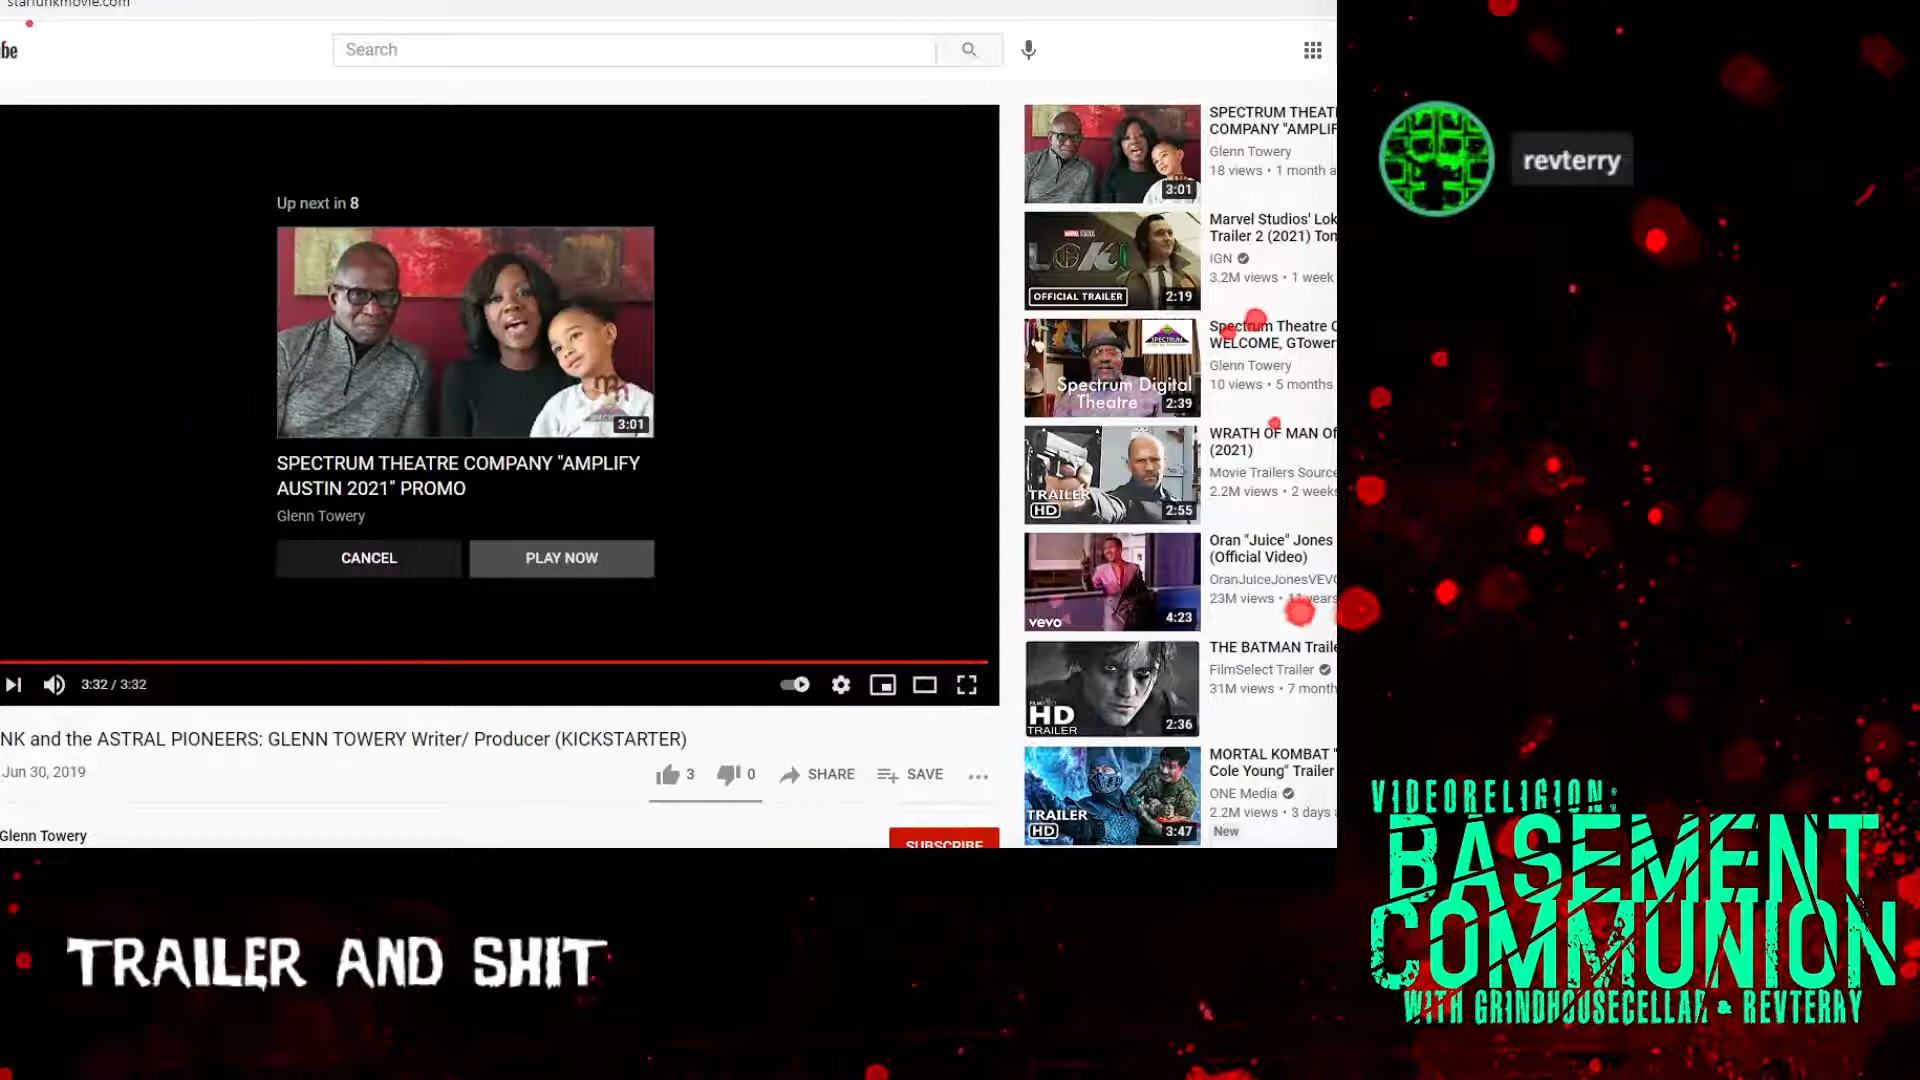 starfunkmovie.com
be
Search
Up next in 8
3:01
SPECTRUM THEATRE COMPANY "AMPLIFY
AUSTIN 2021" PROMO
Glenn Towery
CANCEL
PLAY NOW
3:32 / 3:32
NK and the ASTRAL PIONEERS: GLENN TOWERY Writer/ Producer (KICKSTARTER)
Jun 30, 2019
3
0
SHARE
SAVE
Glenn Towery
SUBSCRIBE
3:01
SPECTRUM THEAT
COMPANY "AMPLIF
Glenn Towery
18 views • 1 month a
LOKI
OFFICIAL TRAILER
2:19
Marvel Studios' Lok
Trailer 2 (2021) Tom
IGN
3.2M views • 1 week
SPECTRUM
Spectrum Digital
Theatre
2:39
Spectrum Theatre C
WELCOME, GTower
Glenn Towery
10 views • 5 months
TRAILER
HD
2:55
WRATH OF MAN Of
(2021)
Movie Trailers Source
2.2M views • 2 weeks
vevo
4:23
Oran "Juice" Jones
(Official Video)
OranJuiceJonesVEVO
23M views • 11 years
HD
TRAILER
2:36
THE BATMAN Traile
FilmSelect Trailer
31M views • 7 month
TRAILER
HD
3:47
MORTAL KOMBAT "
Cole Young" Trailer
ONE Media
2.2M views • 3 days
New
revterry
TRAILER AND SHIT
VIDEORELIGION:
BASEMENT
COMMUNION
WITH GRINDHOUSECELLAR & REVTERRY